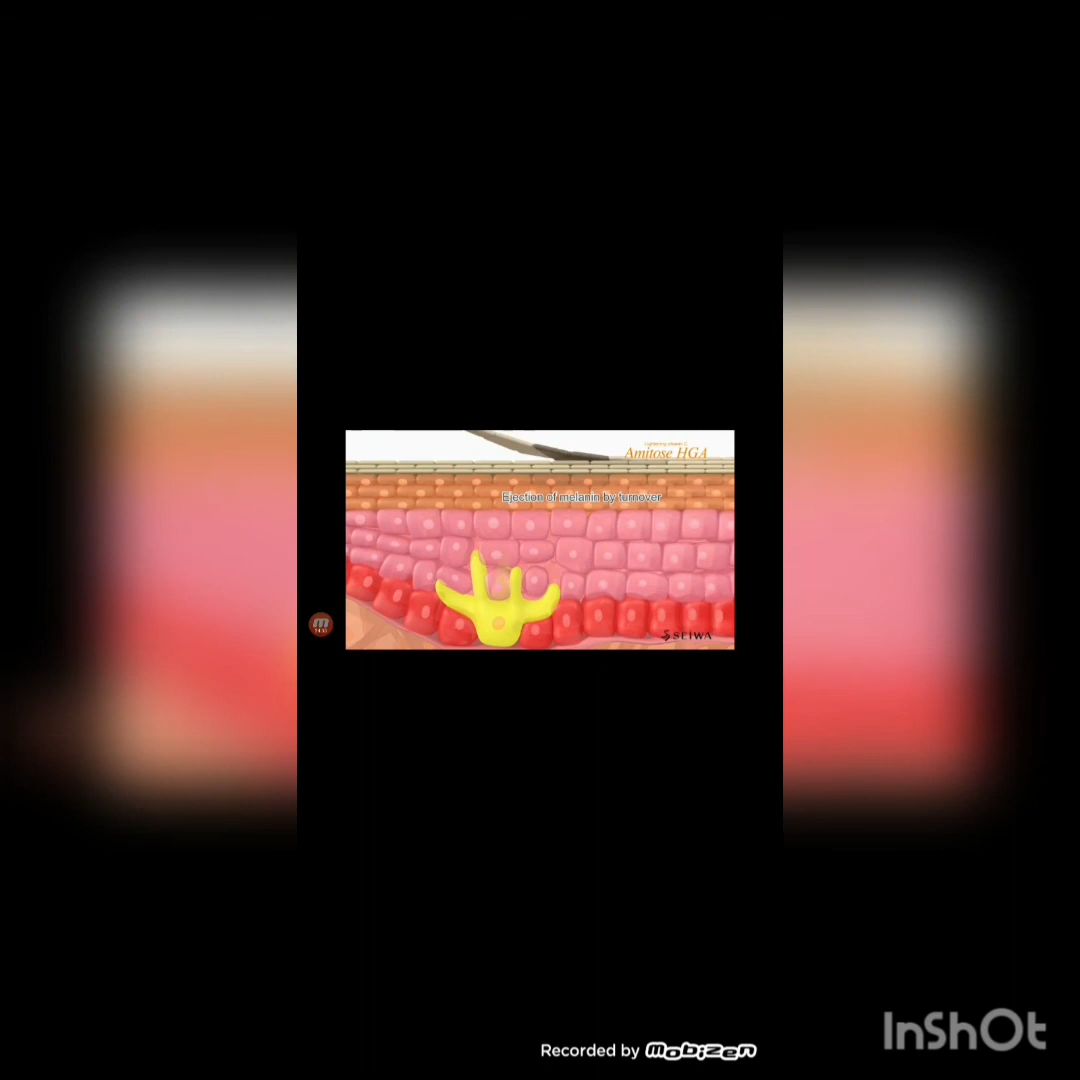 Amitose HGA
Ejection of melanin by turnover
SEIWA
InShOt
Recorded by Mobizen